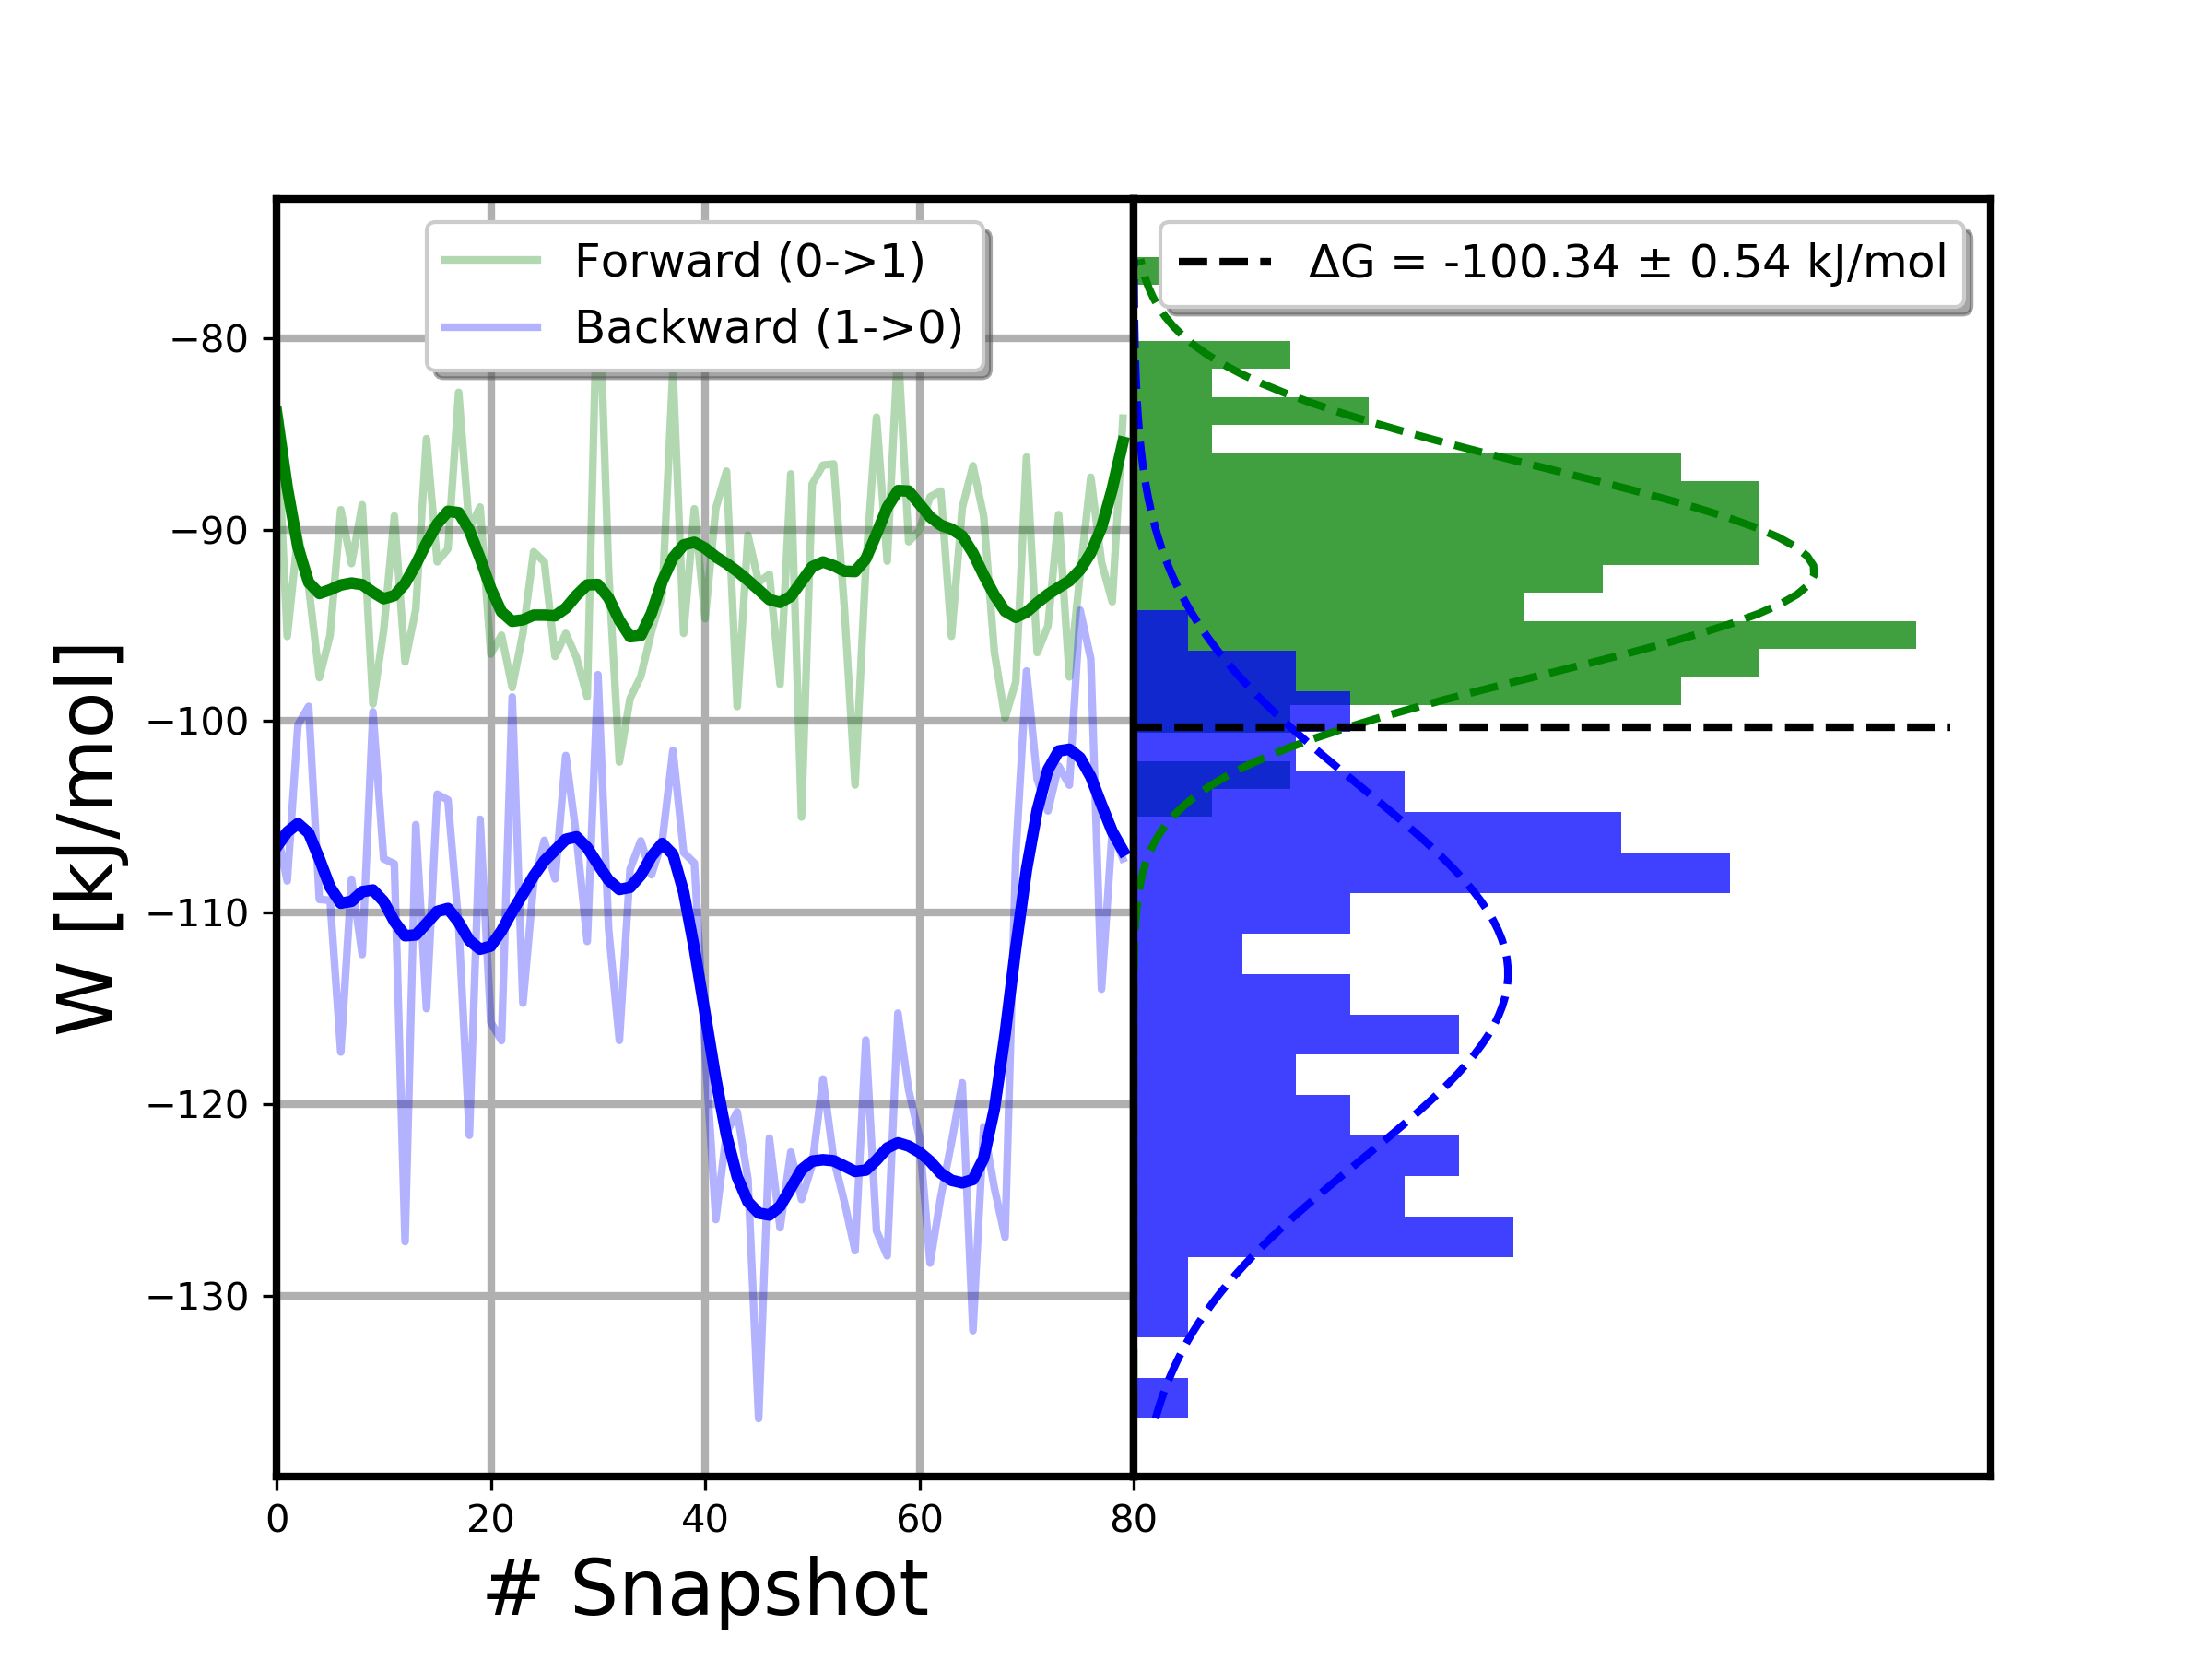 Forward (0->1)
Backward (1->0)
ΔG = -100.34 ± 0.54 kJ/mol
W [kJ/mol]
−80
−90
−100
−110
−120
−130
0 20 40 60 80
# Snapshot